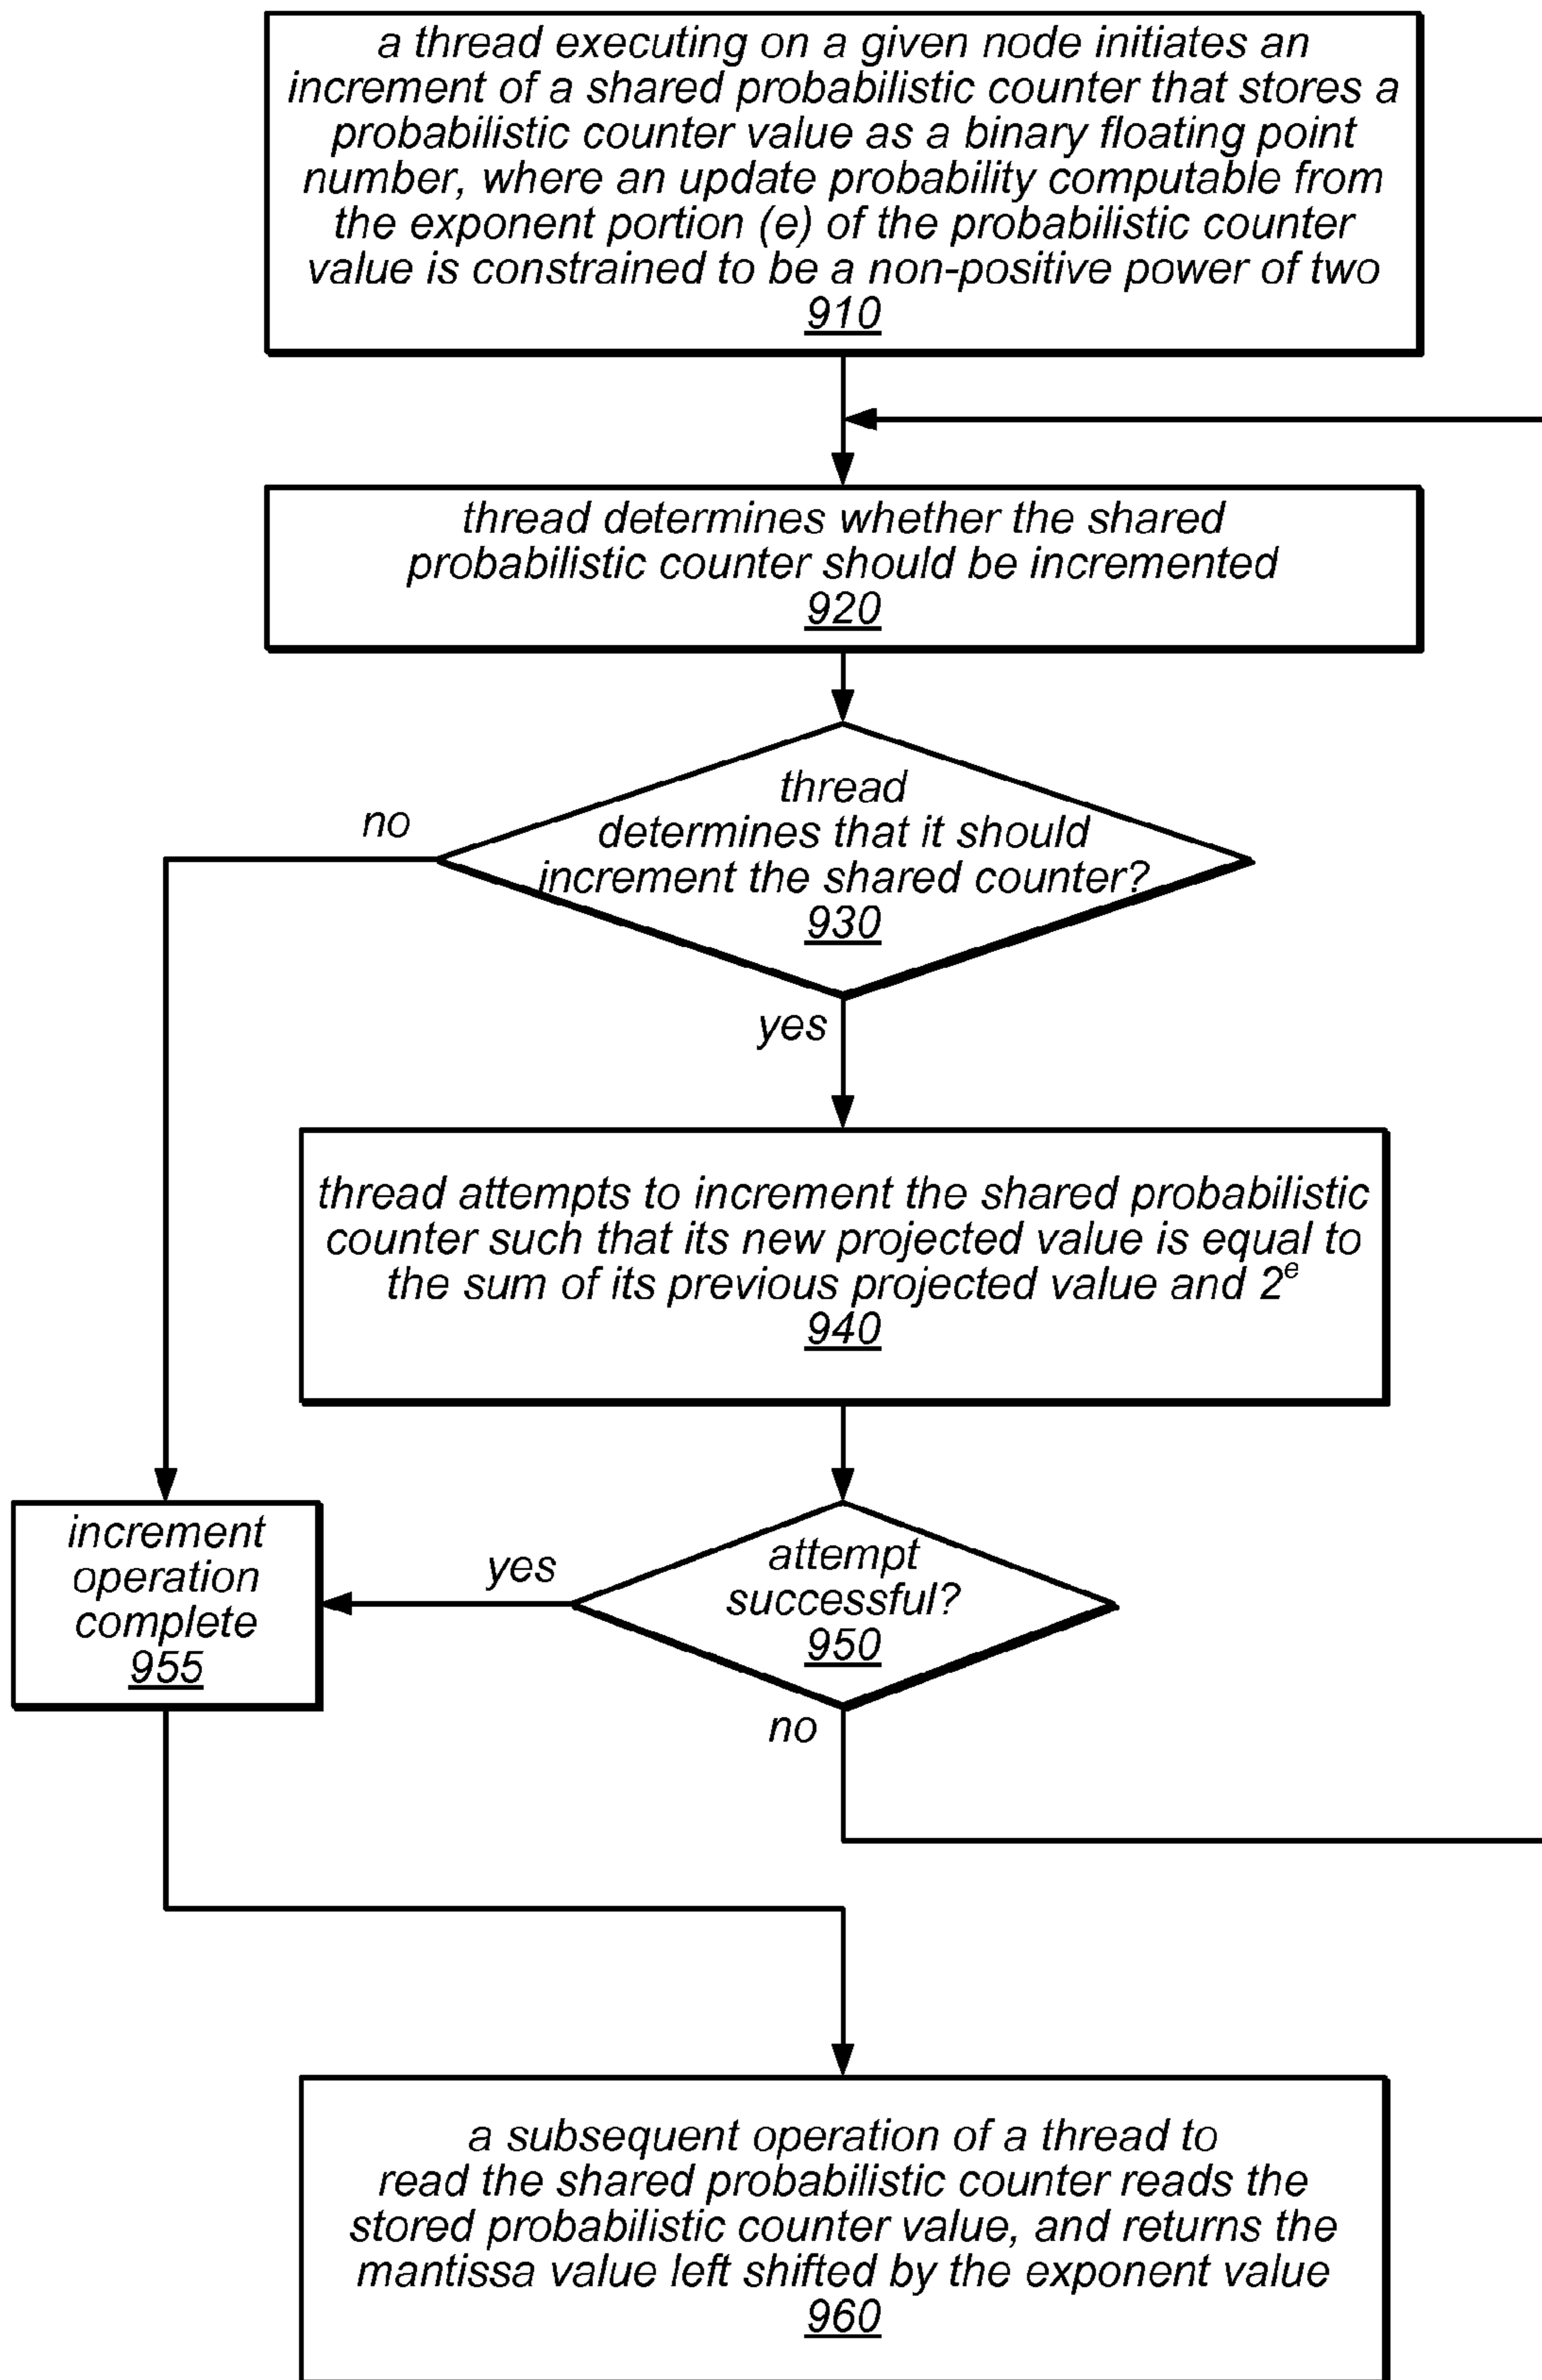 a thread executing on a given node initiates an
increment of a shared probabilistic counter that stores a
probabilistic counter value as a binary floating point
number, where an update probability computable from
the exponent portion (e) of the probabilistic counter
value is constrained to be a non-positive power of two
910
thread determines whether the shared
probabilistic counter should be incremented
920
thread
determines that it should
increment the shared counter?
930
no
yes
thread attempts to increment the shared probabilistic
counter such that its new projected value is equal to
the sum of its previous projected value and 2^e
940
attempt
successful?
950
yes
no
increment
operation
complete
955
a subsequent operation of a thread to
read the shared probabilistic counter reads the
stored probabilistic counter value, and returns the
mantissa value left shifted by the exponent value
960